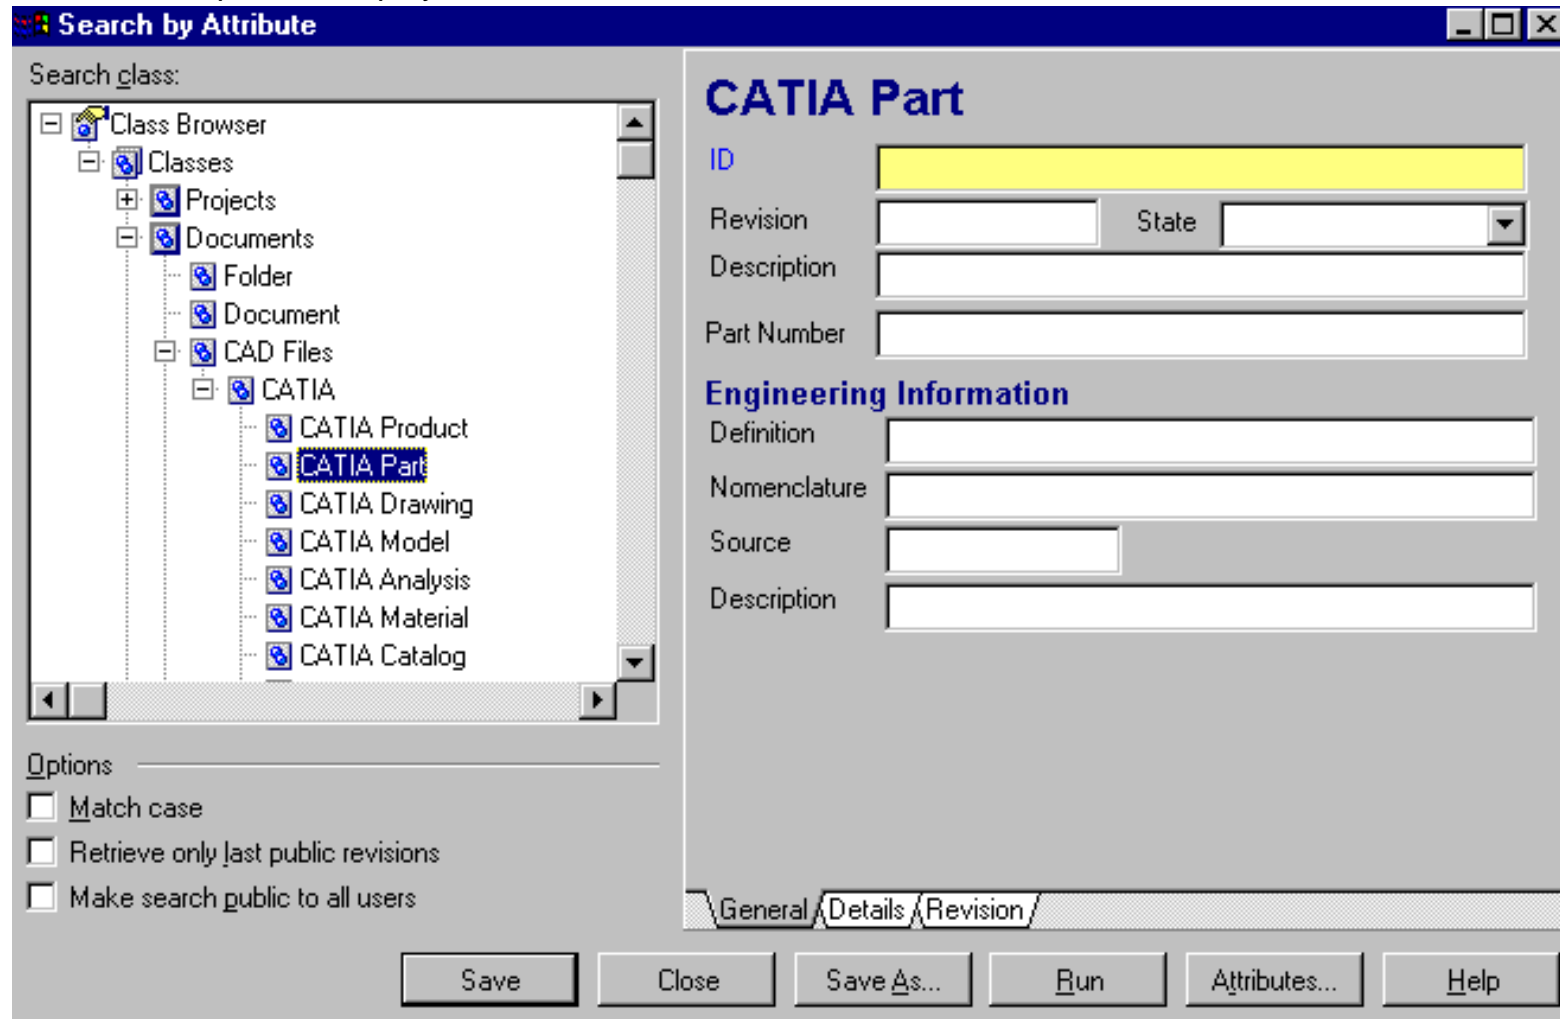 Search by Attribute
Search class:
Class Browser
Classes
Projects
Documents
Folder
Document
CAD Files
CATIA
CATIA Product
CATIA Part
CATIA Drawing
CATIA Model
CATIA Analysis
CATIA Material
CATIA Catalog
Options
Match case
Retrieve only last public revisions
Make search public to all users
CATIA Part
ID
Revision State
Description
Part Number
Engineering Information
Definition
Nomenclature
Source
Description
General Details Revision
Save Close Save As... Run Attributes... Help